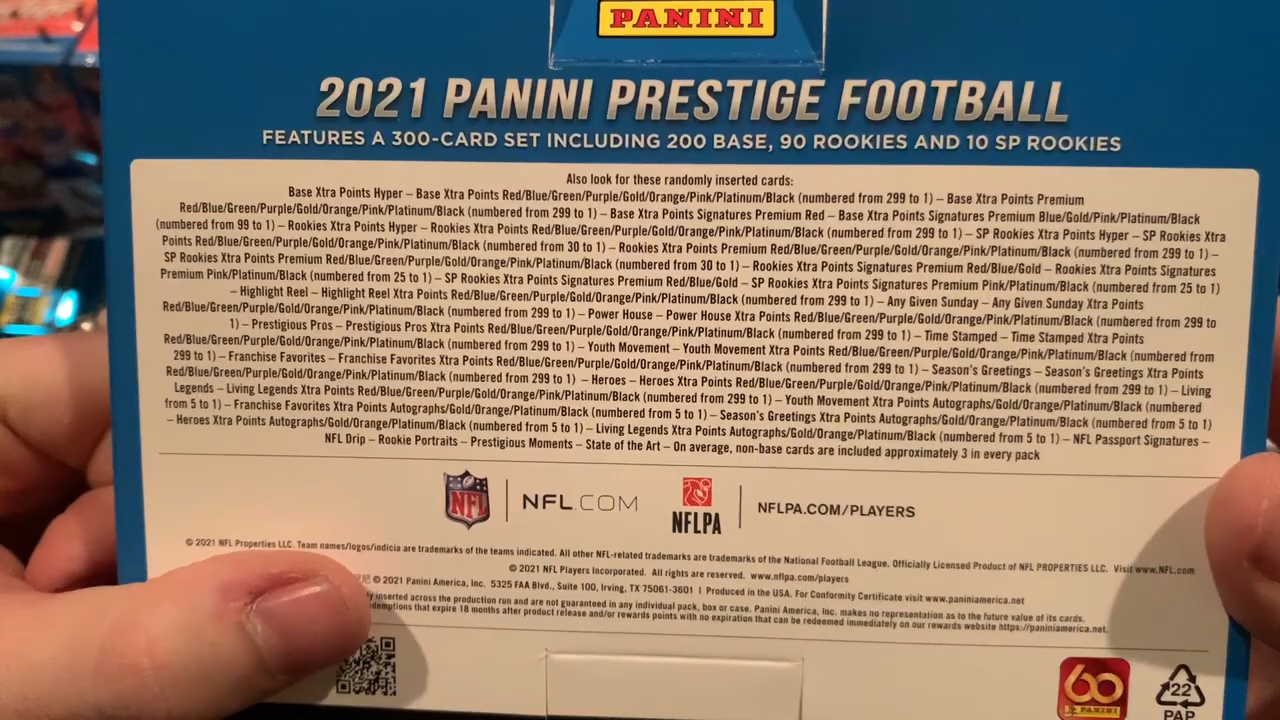 PANINI
2021 PANINI PRESTIGE FOOTBALL
FEATURES A 300-CARD SET INCLUDING 200 BASE, 90 ROOKIES AND 10 SP ROOKIES
Also look for these randomly inserted cards:
Base Xtra Points Hyper – Base Xtra Points Red/Blue/Green/Purple/Gold/Orange/Pink/Platinum/Black (numbered from 299 to 1) – Base Xtra Points Premium
Red/Blue/Green/Purple/Gold/Orange/Pink/Platinum/Black (numbered from 299 to 1) – Base Xtra Points Signatures Premium Red – Base Xtra Points Signatures Premium Blue/Gold/Pink/Platinum/Black
(numbered from 99 to 1) – Rookies Xtra Points Hyper – Rookies Xtra Points Red/Blue/Green/Purple/Gold/Orange/Pink/Platinum/Black (numbered from 299 to 1) – SP Rookies Xtra Points Hyper – SP Rookies Xtra
Points Red/Blue/Green/Purple/Gold/Orange/Pink/Platinum/Black (numbered from 30 to 1) – Rookies Xtra Points Premium Red/Blue/Green/Purple/Gold/Orange/Pink/Platinum/Black (numbered from 299 to 1) –
SP Rookies Xtra Points Premium Red/Blue/Green/Purple/Gold/Orange/Pink/Platinum/Black (numbered from 30 to 1) – Rookies Xtra Points Signatures Premium Red/Blue/Gold – Rookies Xtra Points Signatures
Premium Pink/Platinum/Black (numbered from 25 to 1) – SP Rookies Xtra Points Signatures Premium Red/Blue/Gold – SP Rookies Xtra Points Signatures Premium Pink/Platinum/Black (numbered from 25 to 1)
– Highlight Reel – Highlight Reel Xtra Points Red/Blue/Green/Purple/Gold/Orange/Pink/Platinum/Black (numbered from 299 to 1) – Any Given Sunday – Any Given Sunday Xtra Points
Red/Blue/Green/Purple/Gold/Orange/Pink/Platinum/Black (numbered from 299 to 1) – Power House – Power House Xtra Points Red/Blue/Green/Purple/Gold/Orange/Pink/Platinum/Black (numbered from 299 to
1) – Prestigious Pros – Prestigious Pros Xtra Points Red/Blue/Green/Purple/Gold/Orange/Pink/Platinum/Black (numbered from 299 to 1) – Time Stamped – Time Stamped Xtra Points
Red/Blue/Green/Purple/Gold/Orange/Pink/Platinum/Black (numbered from 299 to 1) – Youth Movement – Youth Movement Xtra Points Red/Blue/Green/Purple/Gold/Orange/Pink/Platinum/Black (numbered from
299 to 1) – Franchise Favorites – Franchise Favorites Xtra Points Red/Blue/Green/Purple/Gold/Orange/Pink/Platinum/Black (numbered from 299 to 1) – Season's Greetings – Season's Greetings Xtra Points
Red/Blue/Green/Purple/Gold/Orange/Pink/Platinum/Black (numbered from 299 to 1) – Heroes – Heroes Xtra Points Red/Blue/Green/Purple/Gold/Orange/Pink/Platinum/Black (numbered from 299 to 1) – Living
Legends – Living Legends Xtra Points Red/Blue/Green/Purple/Gold/Orange/Pink/Platinum/Black (numbered from 299 to 1) – Youth Movement Xtra Points Autographs/Gold/Orange/Platinum/Black (numbered
from 5 to 1) – Franchise Favorites Xtra Points Autographs/Gold/Orange/Platinum/Black (numbered from 5 to 1) – Season's Greetings Xtra Points Autographs/Gold/Orange/Platinum/Black (numbered from 5 to 1)
– Heroes Xtra Points Autographs/Gold/Orange/Platinum/Black (numbered from 5 to 1) – Living Legends Xtra Points Autographs/Gold/Orange/Platinum/Black (numbered from 5 to 1) – NFL Passport Signatures –
NFL Drip – Rookie Portraits – Prestigious Moments – State of the Art – On average, non-base cards are included approximately 3 in every pack
NFL NFL.COM NFLPA NFLPA.COM/PLAYERS
© 2021 NFL Properties LLC. Team names/logos/indicia are trademarks of the teams indicated. All other NFL-related trademarks are trademarks of the National Football League. Officially Licensed Product of NFL PROPERTIES LLC. Visit www.NFL.com
© 2021 NFL Players Incorporated. All rights are reserved. www.nflpa.com/players
© 2021 Panini America, Inc. 5325 FAA Blvd., Suite 100, Irving, TX 75061-3601 | Produced in the USA. For Conformity Certificate visit www.paniniamerica.net
inserted across the production run and are not guaranteed in any individual pack, box or case. Panini America, Inc. makes no representation as to the future value of its cards.
that expire 18 months after product release and/or rewards points with no expiration that can be redeemed immediately on our rewards website https://paniniamerica.net.
60
PANINI
22
PAP